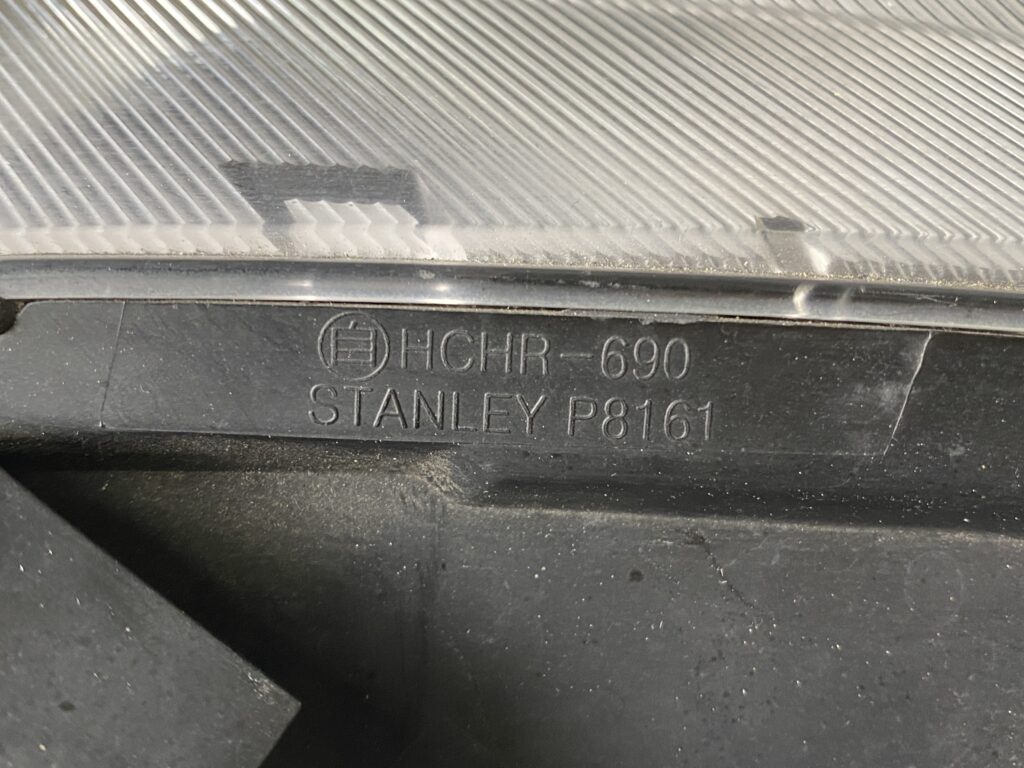 自 HCHR-690
STANLEY P8161